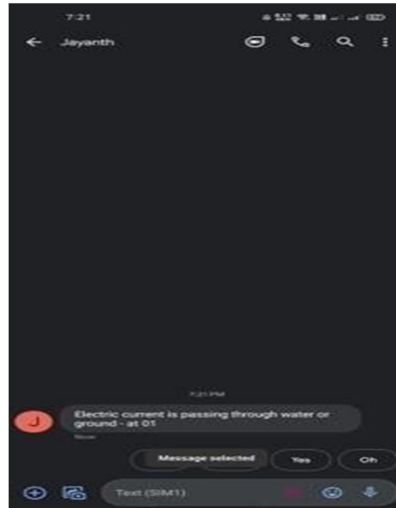 7:21
Jayanth
7:21 PM
J
Electric current is passing through water or
ground - at 01
Now
Message selected
Yes
Oh
Text (SIM1)